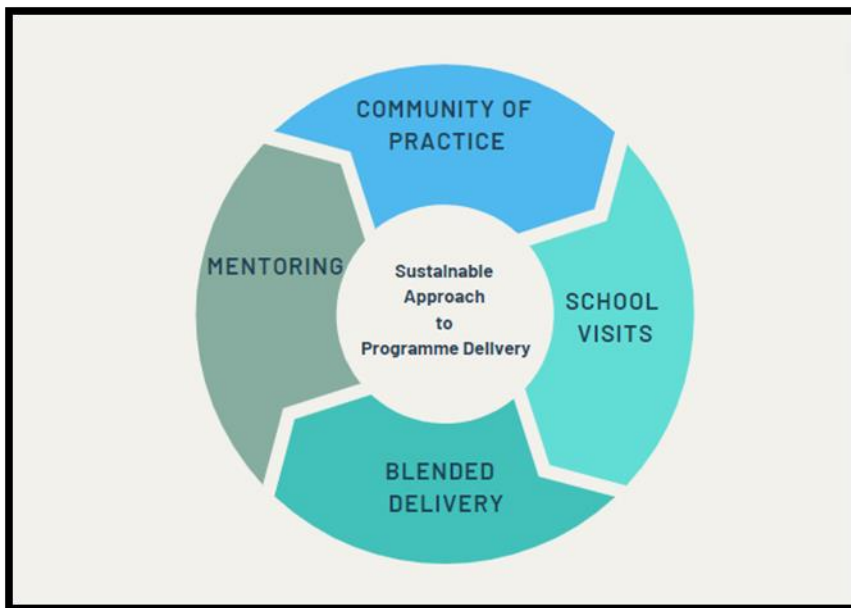 COMMUNITY OF
PRACTICE
MENTORING
Sustainable
Approach
to
Programme Delivery
SCHOOL
VISITS
BLENDED
DELIVERY